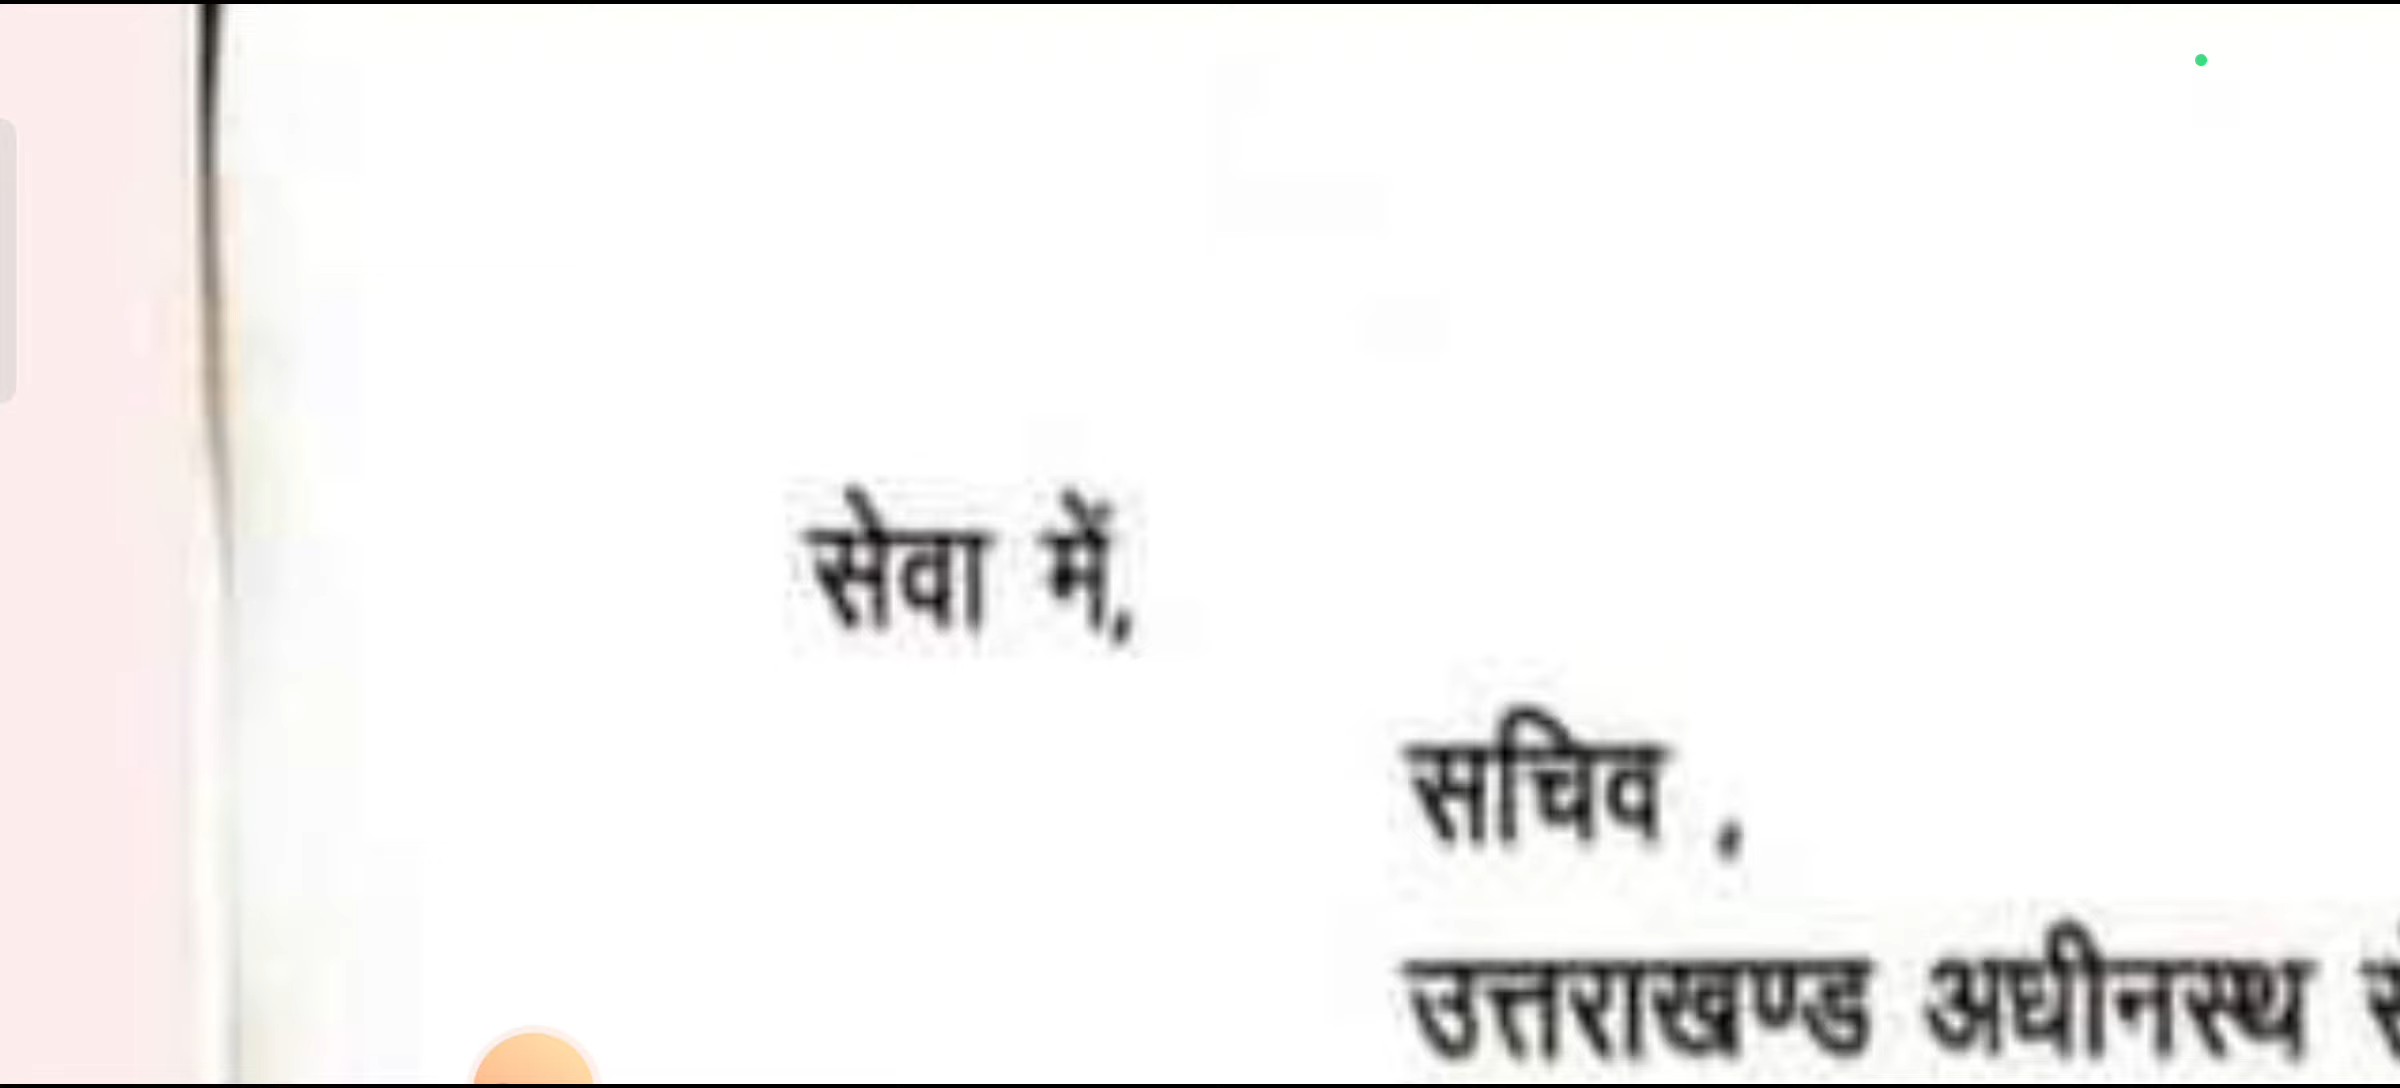 सेवा में,
सचिव ,
उत्तराखण्ड अधीनस्थ